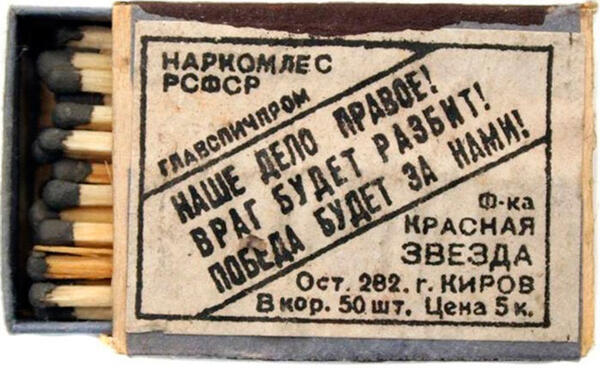 НАРКОМЛЕС
РСФСР
ГЛАВСПИЧПРОМ
НАШЕ ДЕЛО ПРАВОЕ!
ВРАГ БУДЕТ РАЗБИТ!
ПОБЕДА БУДЕТ ЗА НАМИ!
Ф-ка
КРАСНАЯ
ЗВЕЗДА
Ост. 282. г. КИРОВ
В кор. 50 шт. Цена 5 к.